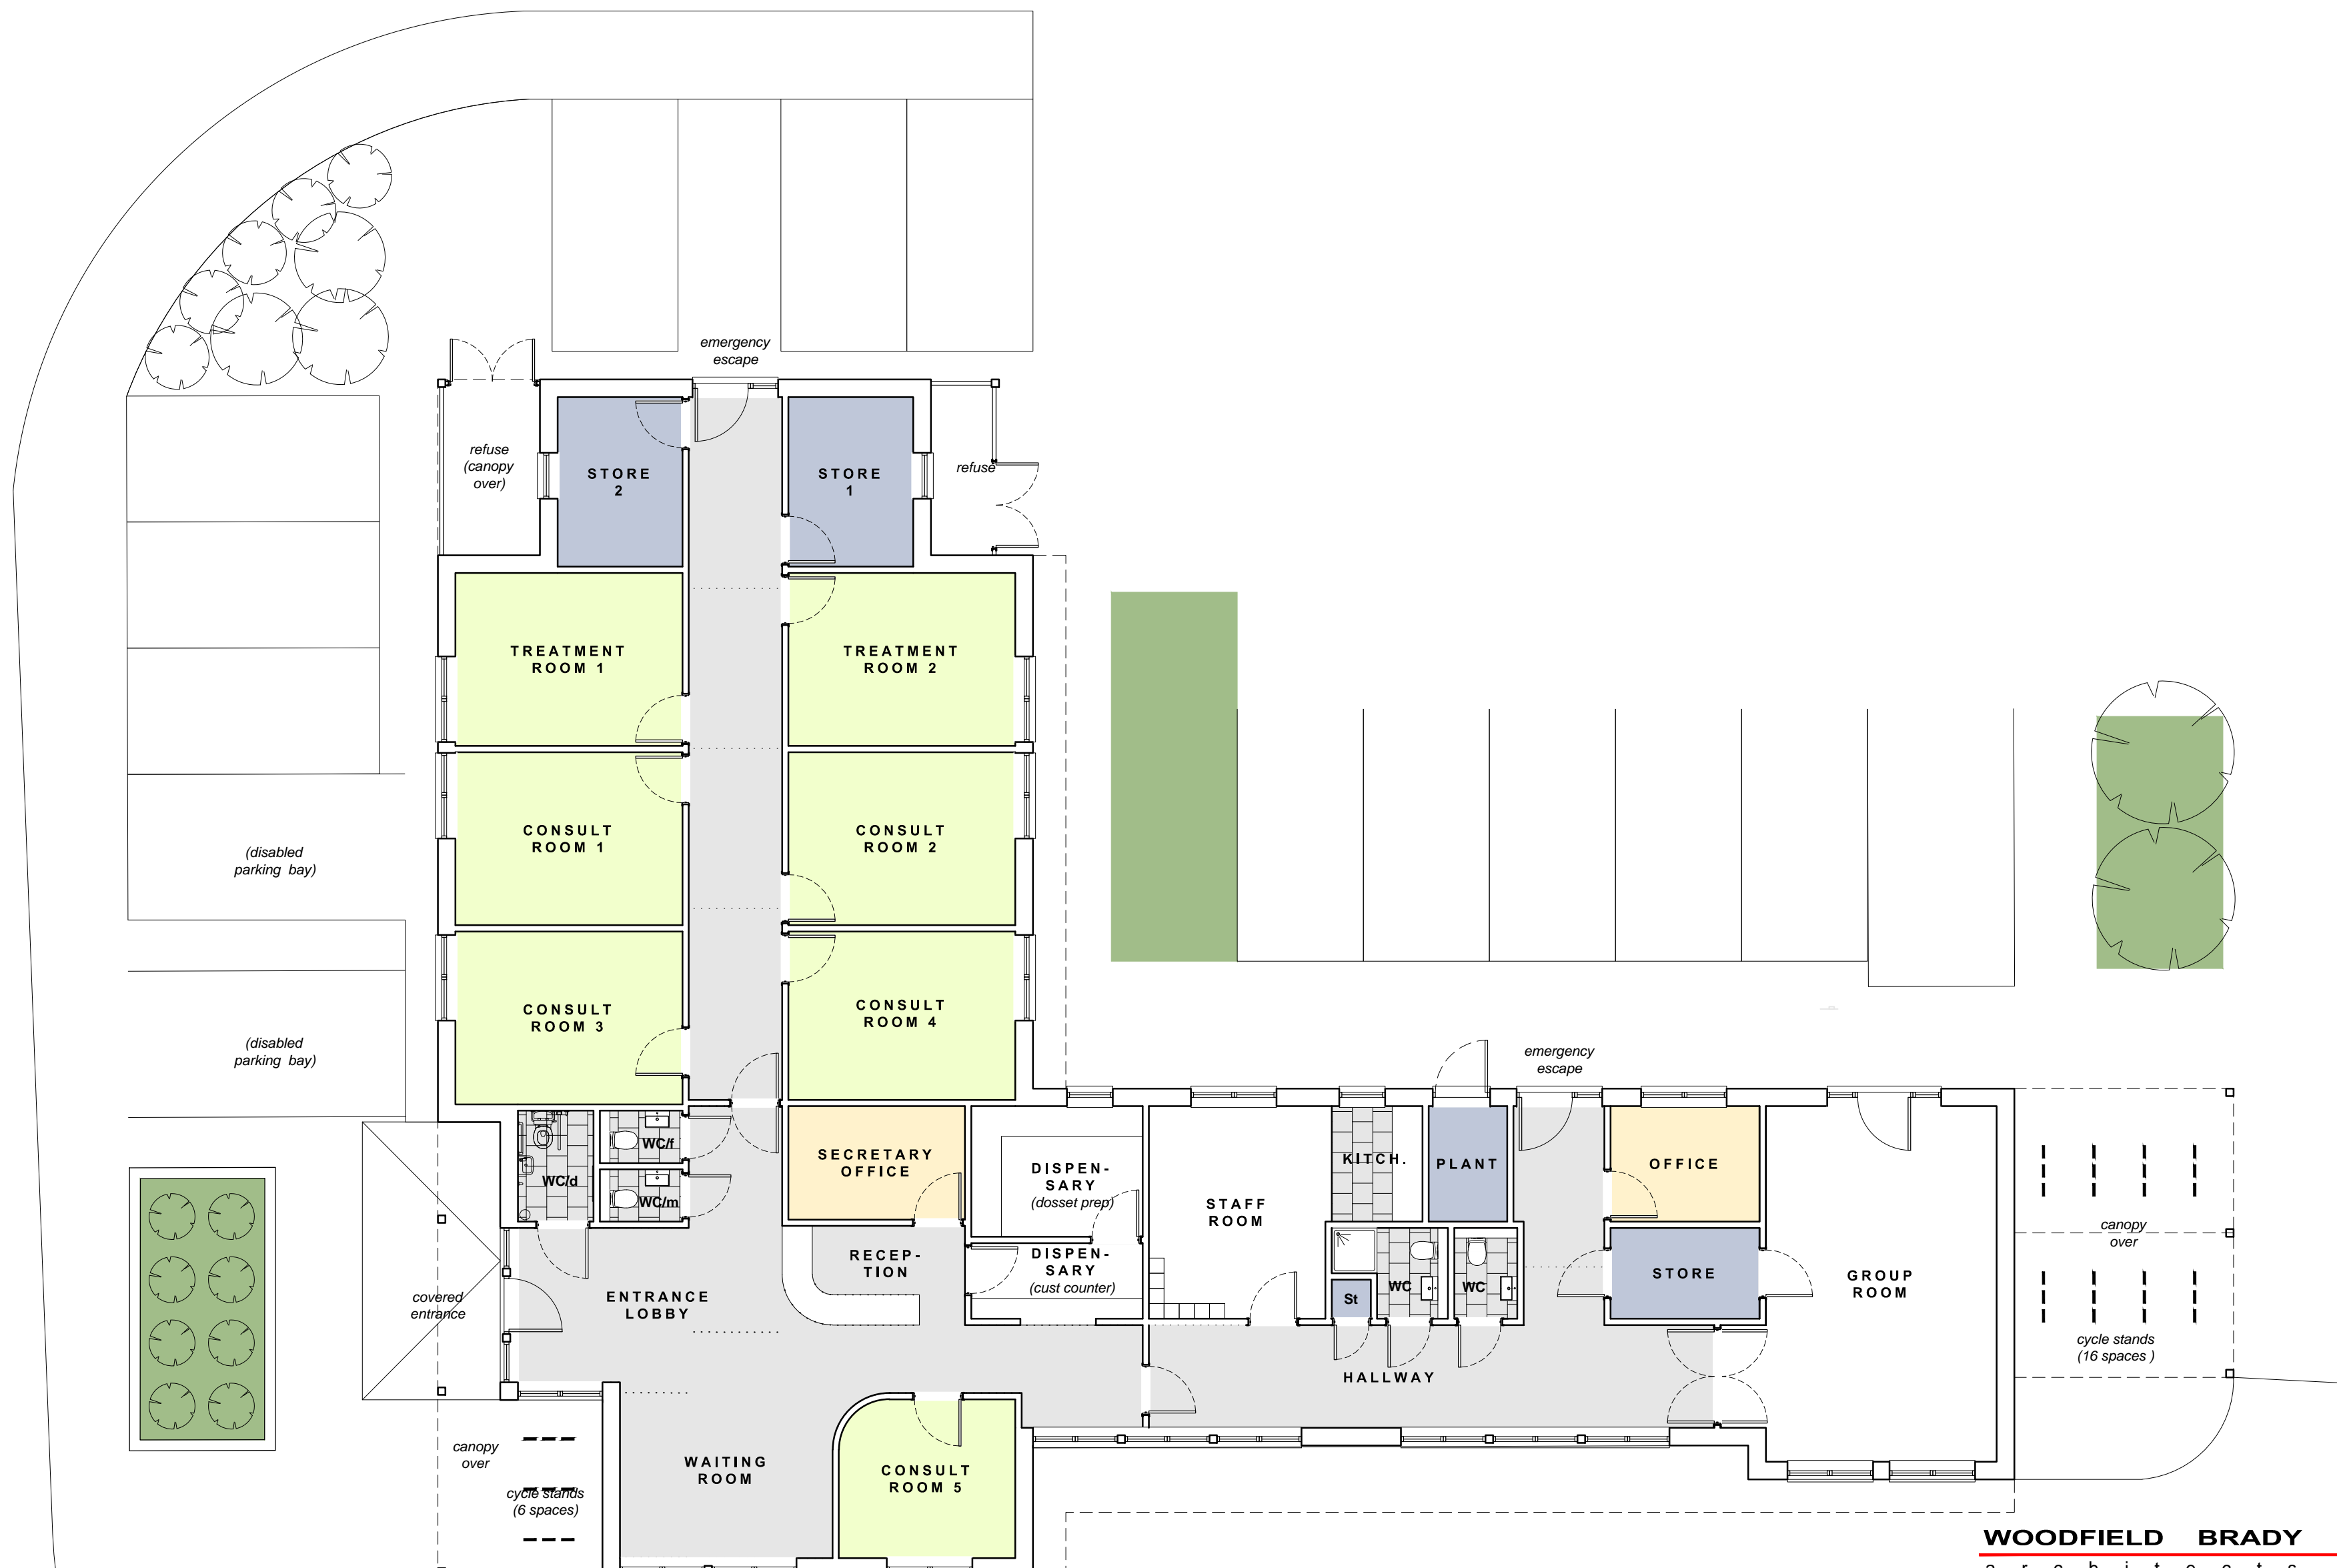 emergency
escape
refuse
(canopy
over)
STORE
2
STORE
1
refuse
TREATMENT
ROOM 1
TREATMENT
ROOM 2
CONSULT
ROOM 1
CONSULT
ROOM 2
(disabled
parking bay)
CONSULT
ROOM 3
CONSULT
ROOM 4
(disabled
parking bay)
emergency
escape
WC/f
WC/d
WC/m
SECRETARY
OFFICE
DISPEN-
SARY
(dosset prep)
STAFF
ROOM
KITCH.
PLANT
OFFICE
canopy
over
RECEP-
TION
DISPEN-
SARY
(cust counter)
St
WC
WC
STORE
GROUP
ROOM
covered
entrance
ENTRANCE
LOBBY
HALLWAY
cycle stands
(16 spaces )
canopy
over
cycle stands
(6 spaces)
WAITING
ROOM
CONSULT
ROOM 5
WOODFIELD BRADY
architects